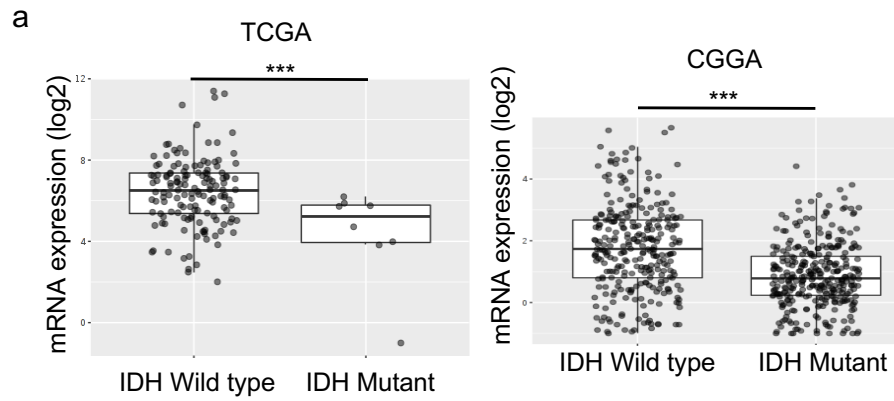 a
TCGA
***
mRNA expression (log2)
12
8
4
0
IDH Wild type
IDH Mutant
CGGA
***
mRNA expression (log2)
4
2
0
IDH Wild type
IDH Mutant